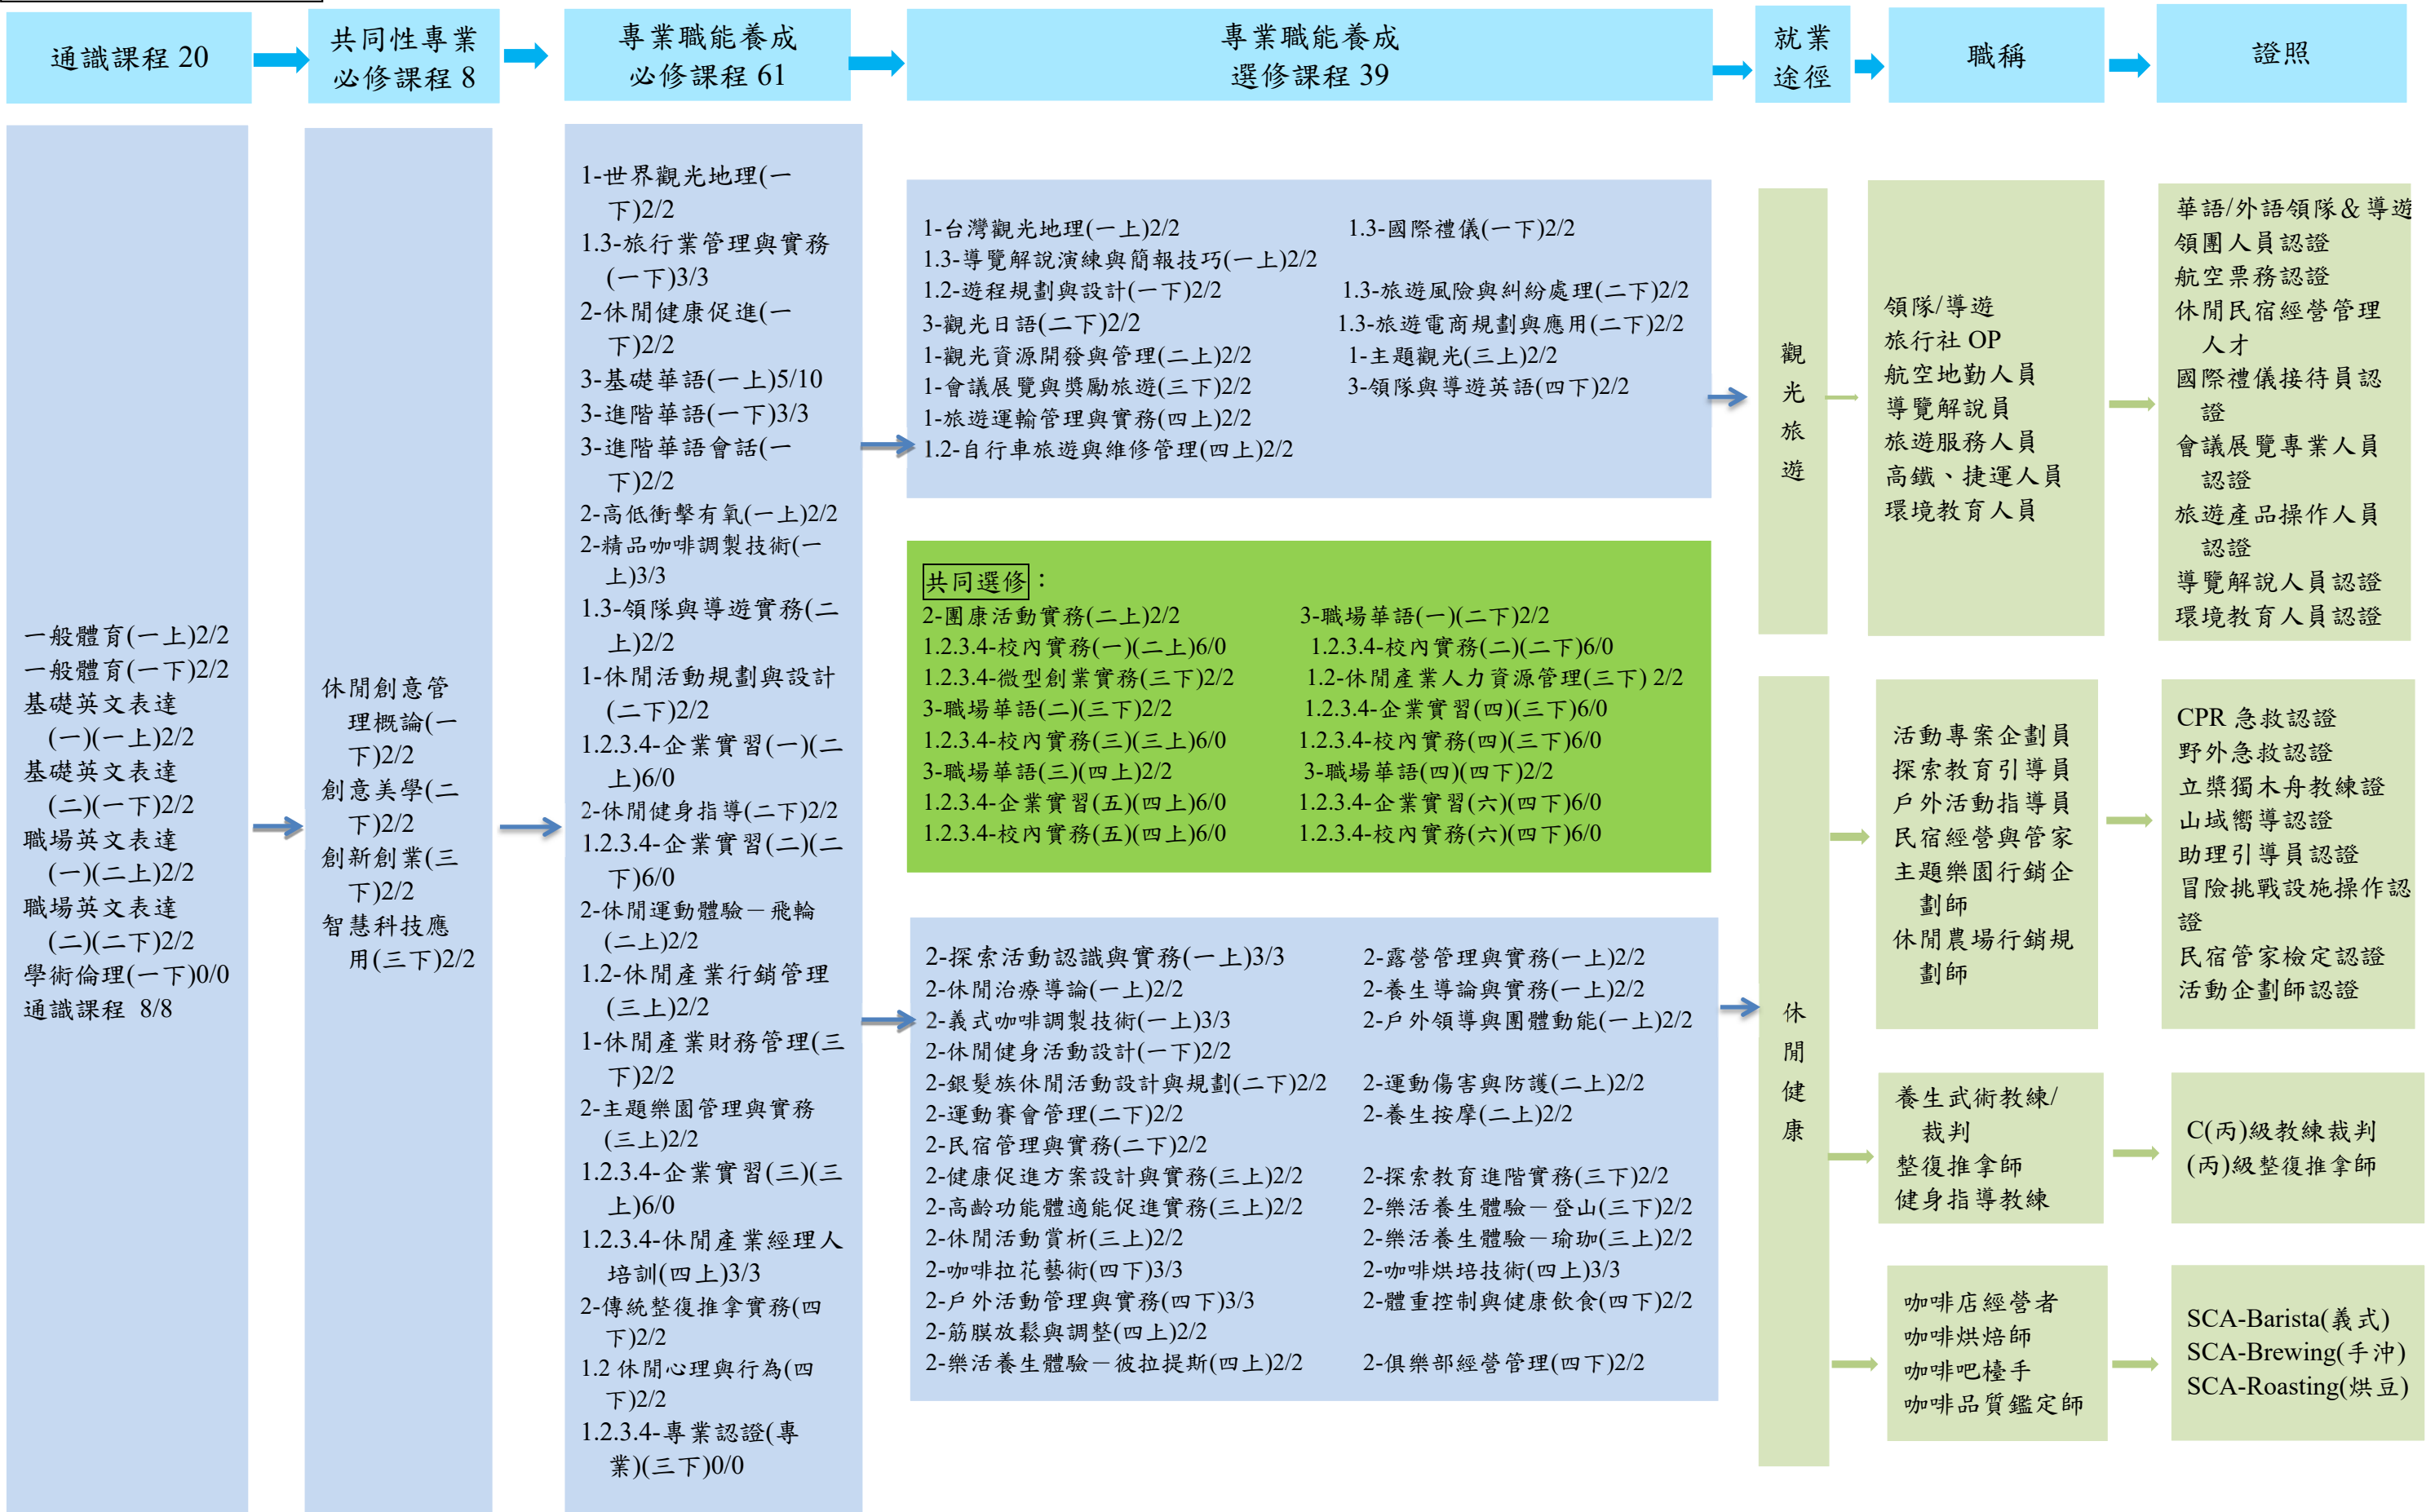 通識課程 20
共同性專業
必修課程 8
專業職能養成
必修課程 61
專業職能養成
選修課程 39
就業
途徑
職稱
證照
一般體育(一上)2/2
一般體育(一下)2/2
基礎英文表達
(一)(一上)2/2
基礎英文表達
(二)(一下)2/2
職場英文表達
(一)(二上)2/2
職場英文表達
(二)(二下)2/2
學術倫理(一下)0/0
通識課程 8/8
休閒創意管
理概論(一
下)2/2
創意美學(二
下)2/2
創新創業(三
下)2/2
智慧科技應
用(三下)2/2
1-世界觀光地理(一
下)2/2
1.3-旅行業管理與實務
(一下)3/3
2-休閒健康促進(一
下)2/2
3-基礎華語(一上)5/10
3-進階華語(一下)3/3
3-進階華語會話(一
下)2/2
2-高低衝擊有氧(一上)2/2
2-精品咖啡調製技術(一
上)3/3
1.3-領隊與導遊實務(二
上)2/2
1-休閒活動規劃與設計
(二下)2/2
1.2.3.4-企業實習(一)(二
上)6/0
2-休閒健身指導(二下)2/2
1.2.3.4-企業實習(二)(二
下)6/0
2-休閒運動體驗－飛輪
(二上)2/2
1.2-休閒產業行銷管理
(三上)2/2
1-休閒產業財務管理(三
下)2/2
2-主題樂園管理與實務
(三上)2/2
1.2.3.4-企業實習(三)(三
上)6/0
1.2.3.4-休閒產業經理人
培訓(四上)3/3
2-傳統整復推拿實務(四
下)2/2
1.2 休閒心理與行為(四
下)2/2
1.2.3.4-專業認證(專
業)(三下)0/0
1-台灣觀光地理(一上)2/2 1.3-國際禮儀(一下)2/2
1.3-導覽解說演練與簡報技巧(一上)2/2
1.2-遊程規劃與設計(一下)2/2 1.3-旅遊風險與糾紛處理(二下)2/2
3-觀光日語(二下)2/2 1.3-旅遊電商規劃與應用(二下)2/2
1-觀光資源開發與管理(二上)2/2 1-主題觀光(三上)2/2
1-會議展覽與獎勵旅遊(三下)2/2 3-領隊與導遊英語(四下)2/2
1-旅遊運輸管理與實務(四上)2/2
1.2-自行車旅遊與維修管理(四上)2/2
共同選修：
2-團康活動實務(二上)2/2 3-職場華語(一)(二下)2/2
1.2.3.4-校內實務(一)(二上)6/0 1.2.3.4-校內實務(二)(二下)6/0
1.2.3.4-微型創業實務(三下)2/2 1.2-休閒產業人力資源管理(三下) 2/2
3-職場華語(二)(三下)2/2 1.2.3.4-企業實習(四)(三下)6/0
1.2.3.4-校內實務(三)(三上)6/0 1.2.3.4-校內實務(四)(三下)6/0
3-職場華語(三)(四上)2/2 3-職場華語(四)(四下)2/2
1.2.3.4-企業實習(五)(四上)6/0 1.2.3.4-企業實習(六)(四下)6/0
1.2.3.4-校內實務(五)(四上)6/0 1.2.3.4-校內實務(六)(四下)6/0
2-探索活動認識與實務(一上)3/3 2-露營管理與實務(一上)2/2
2-休閒治療導論(一上)2/2 2-養生導論與實務(一上)2/2
2-義式咖啡調製技術(一上)3/3 2-戶外領導與團體動能(一上)2/2
2-休閒健身活動設計(一下)2/2
2-銀髮族休閒活動設計與規劃(二下)2/2 2-運動傷害與防護(二上)2/2
2-運動賽會管理(二下)2/2 2-養生按摩(二上)2/2
2-民宿管理與實務(二下)2/2
2-健康促進方案設計與實務(三上)2/2 2-探索教育進階實務(三下)2/2
2-高齡功能體適能促進實務(三上)2/2 2-樂活養生體驗－登山(三下)2/2
2-休閒活動賞析(三上)2/2 2-樂活養生體驗－瑜珈(三上)2/2
2-咖啡拉花藝術(四下)3/3 2-咖啡烘培技術(四上)3/3
2-戶外活動管理與實務(四下)3/3 2-體重控制與健康飲食(四下)2/2
2-筋膜放鬆與調整(四上)2/2
2-樂活養生體驗－彼拉提斯(四上)2/2 2-俱樂部經營管理(四下)2/2
觀
光
旅
遊
領隊/導遊
旅行社 OP
航空地勤人員
導覽解說員
旅遊服務人員
高鐵、捷運人員
環境教育人員
華語/外語領隊＆導遊
領團人員認證
航空票務認證
休閒民宿經營管理
人才
國際禮儀接待員認
證
會議展覽專業人員
認證
旅遊產品操作人員
認證
導覽解說人員認證
環境教育人員認證
休
閒
健
康
活動專案企劃員
探索教育引導員
戶外活動指導員
民宿經營與管家
主題樂園行銷企
劃師
休閒農場行銷規
劃師
CPR 急救認證
野外急救認證
立槳獨木舟教練證
山域嚮導認證
助理引導員認證
冒險挑戰設施操作認
證
民宿管家檢定認證
活動企劃師認證
養生武術教練/
裁判
整復推拿師
健身指導教練
C(丙)級教練裁判
(丙)級整復推拿師
咖啡店經營者
咖啡烘焙師
咖啡吧檯手
咖啡品質鑑定師
SCA-Barista(義式)
SCA-Brewing(手沖)
SCA-Roasting(烘豆)